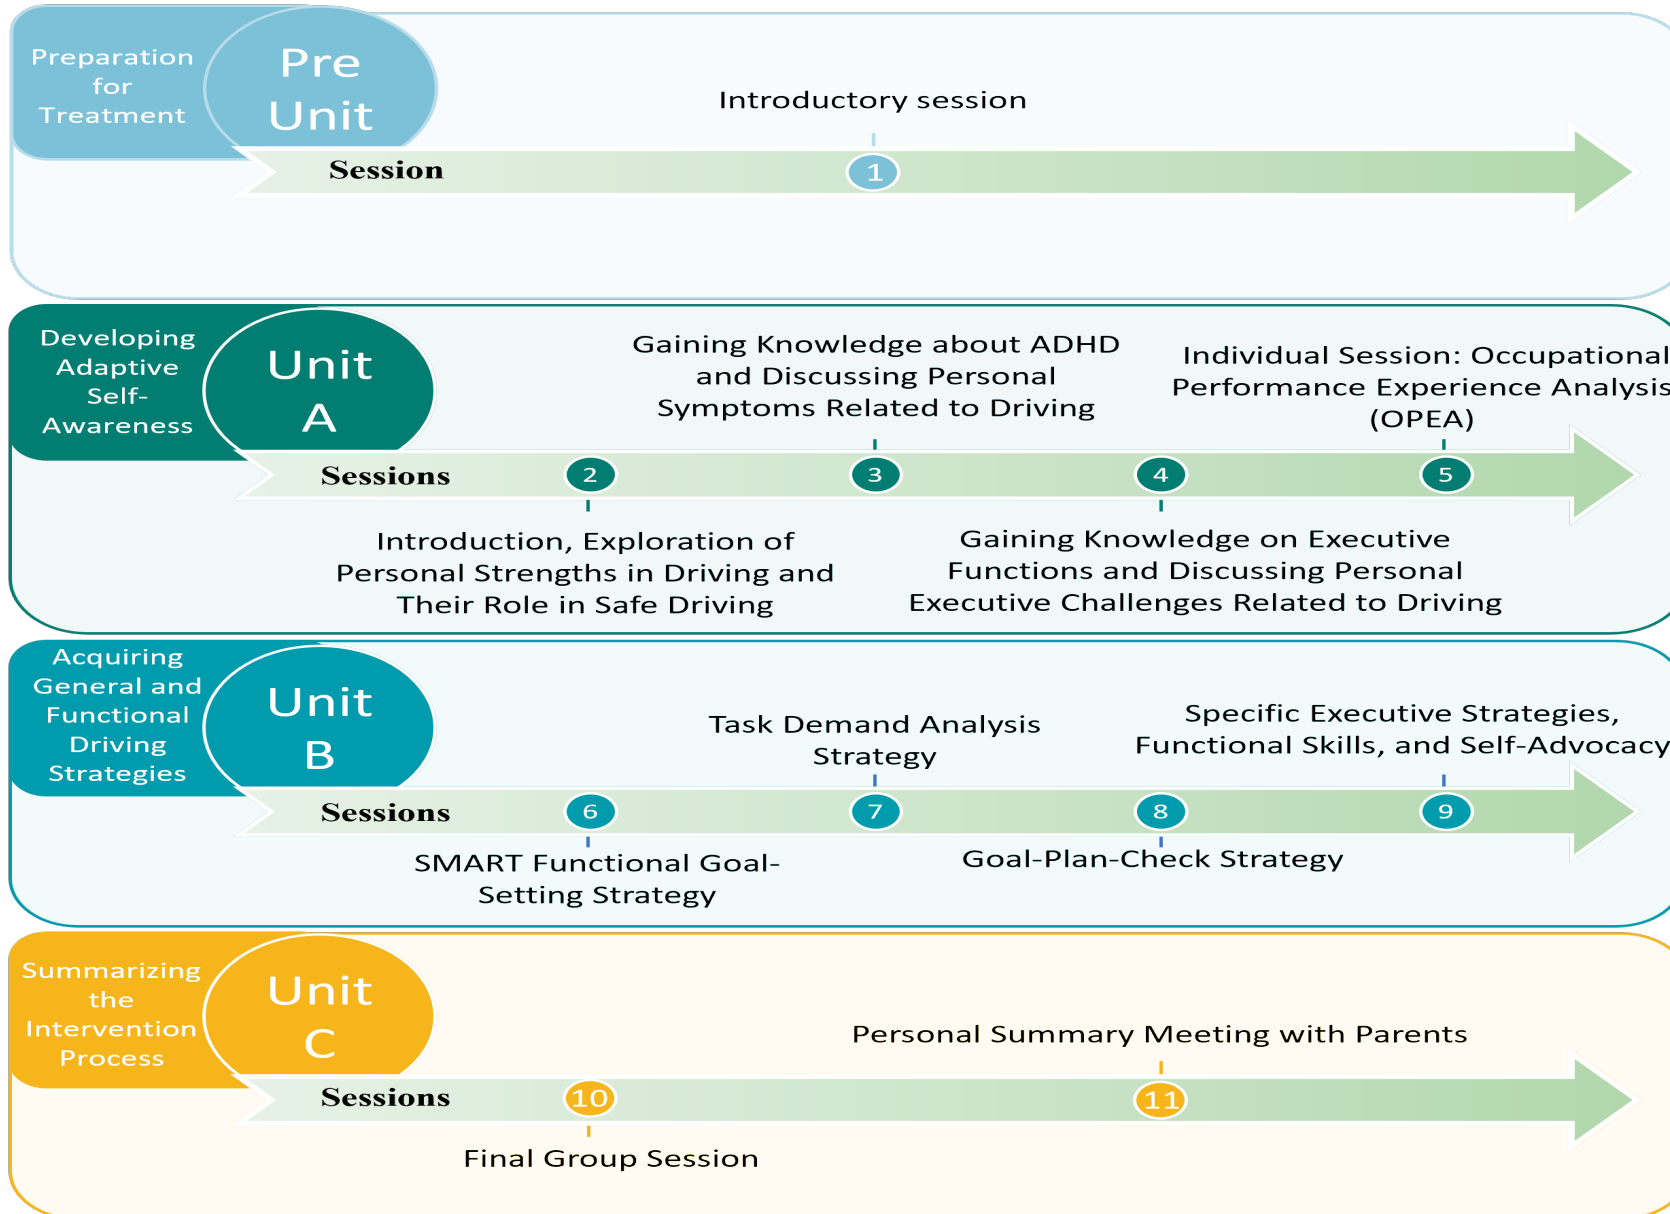 Preparation
for
Treatment
Pre
Unit
Introductory session
Session
1
Developing
Adaptive
Self-
Awareness
Unit
A
Gaining Knowledge about ADHD
and Discussing Personal
Symptoms Related to Driving
Individual Session: Occupational
Performance Experience Analysis
(OPEA)
Sessions
2
3
4
5
Introduction, Exploration of
Personal Strengths in Driving and
Their Role in Safe Driving
Gaining Knowledge on Executive
Functions and Discussing Personal
Executive Challenges Related to Driving
Acquiring
General and
Functional
Driving
Strategies
Unit
B
Task Demand Analysis
Strategy
Specific Executive Strategies,
Functional Skills, and Self-Advocacy
Sessions
6
7
8
9
SMART Functional Goal-
Setting Strategy
Goal-Plan-Check Strategy
Summarizing
the
Intervention
Process
Unit
C
Personal Summary Meeting with Parents
Sessions
10
11
Final Group Session